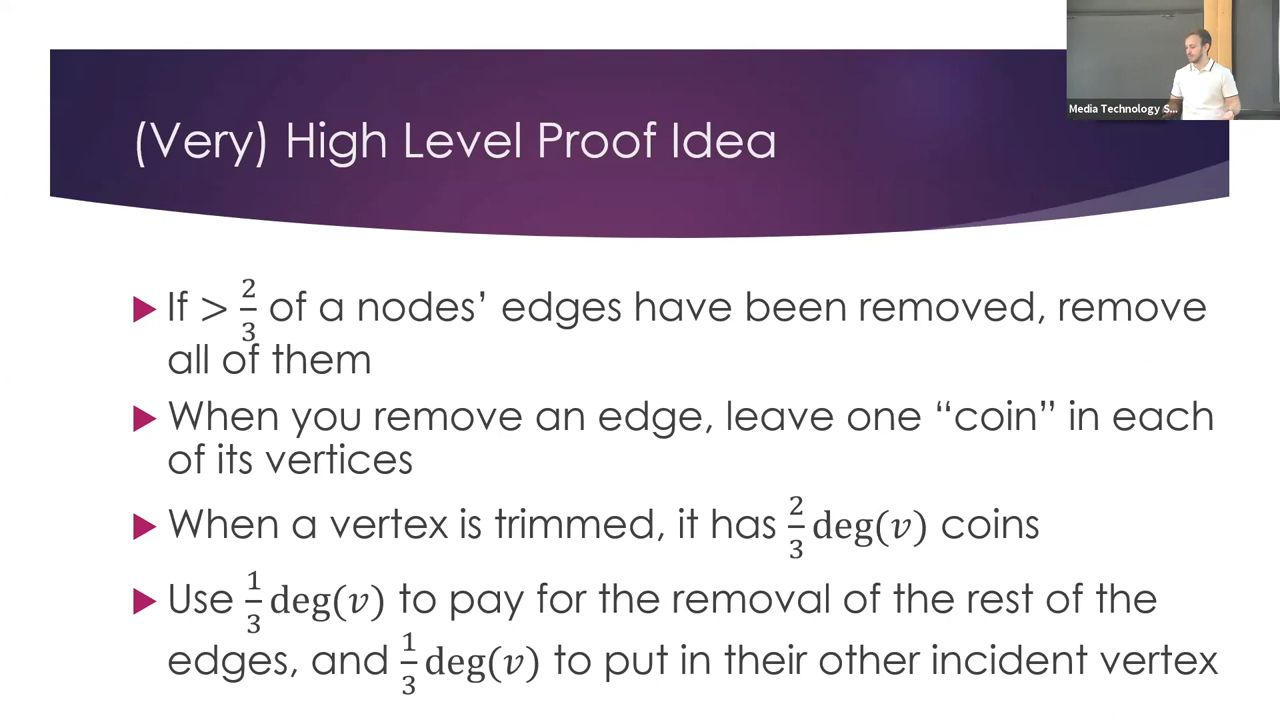 Media Technology S...
(Very) High Level Proof Idea
If > 2/3 of a nodes’ edges have been removed, remove
all of them
When you remove an edge, leave one “coin” in each
of its vertices
When a vertex is trimmed, it has 2/3 deg(v) coins
Use 1/3 deg(v) to pay for the removal of the rest of the
edges, and 1/3 deg(v) to put in their other incident vertex